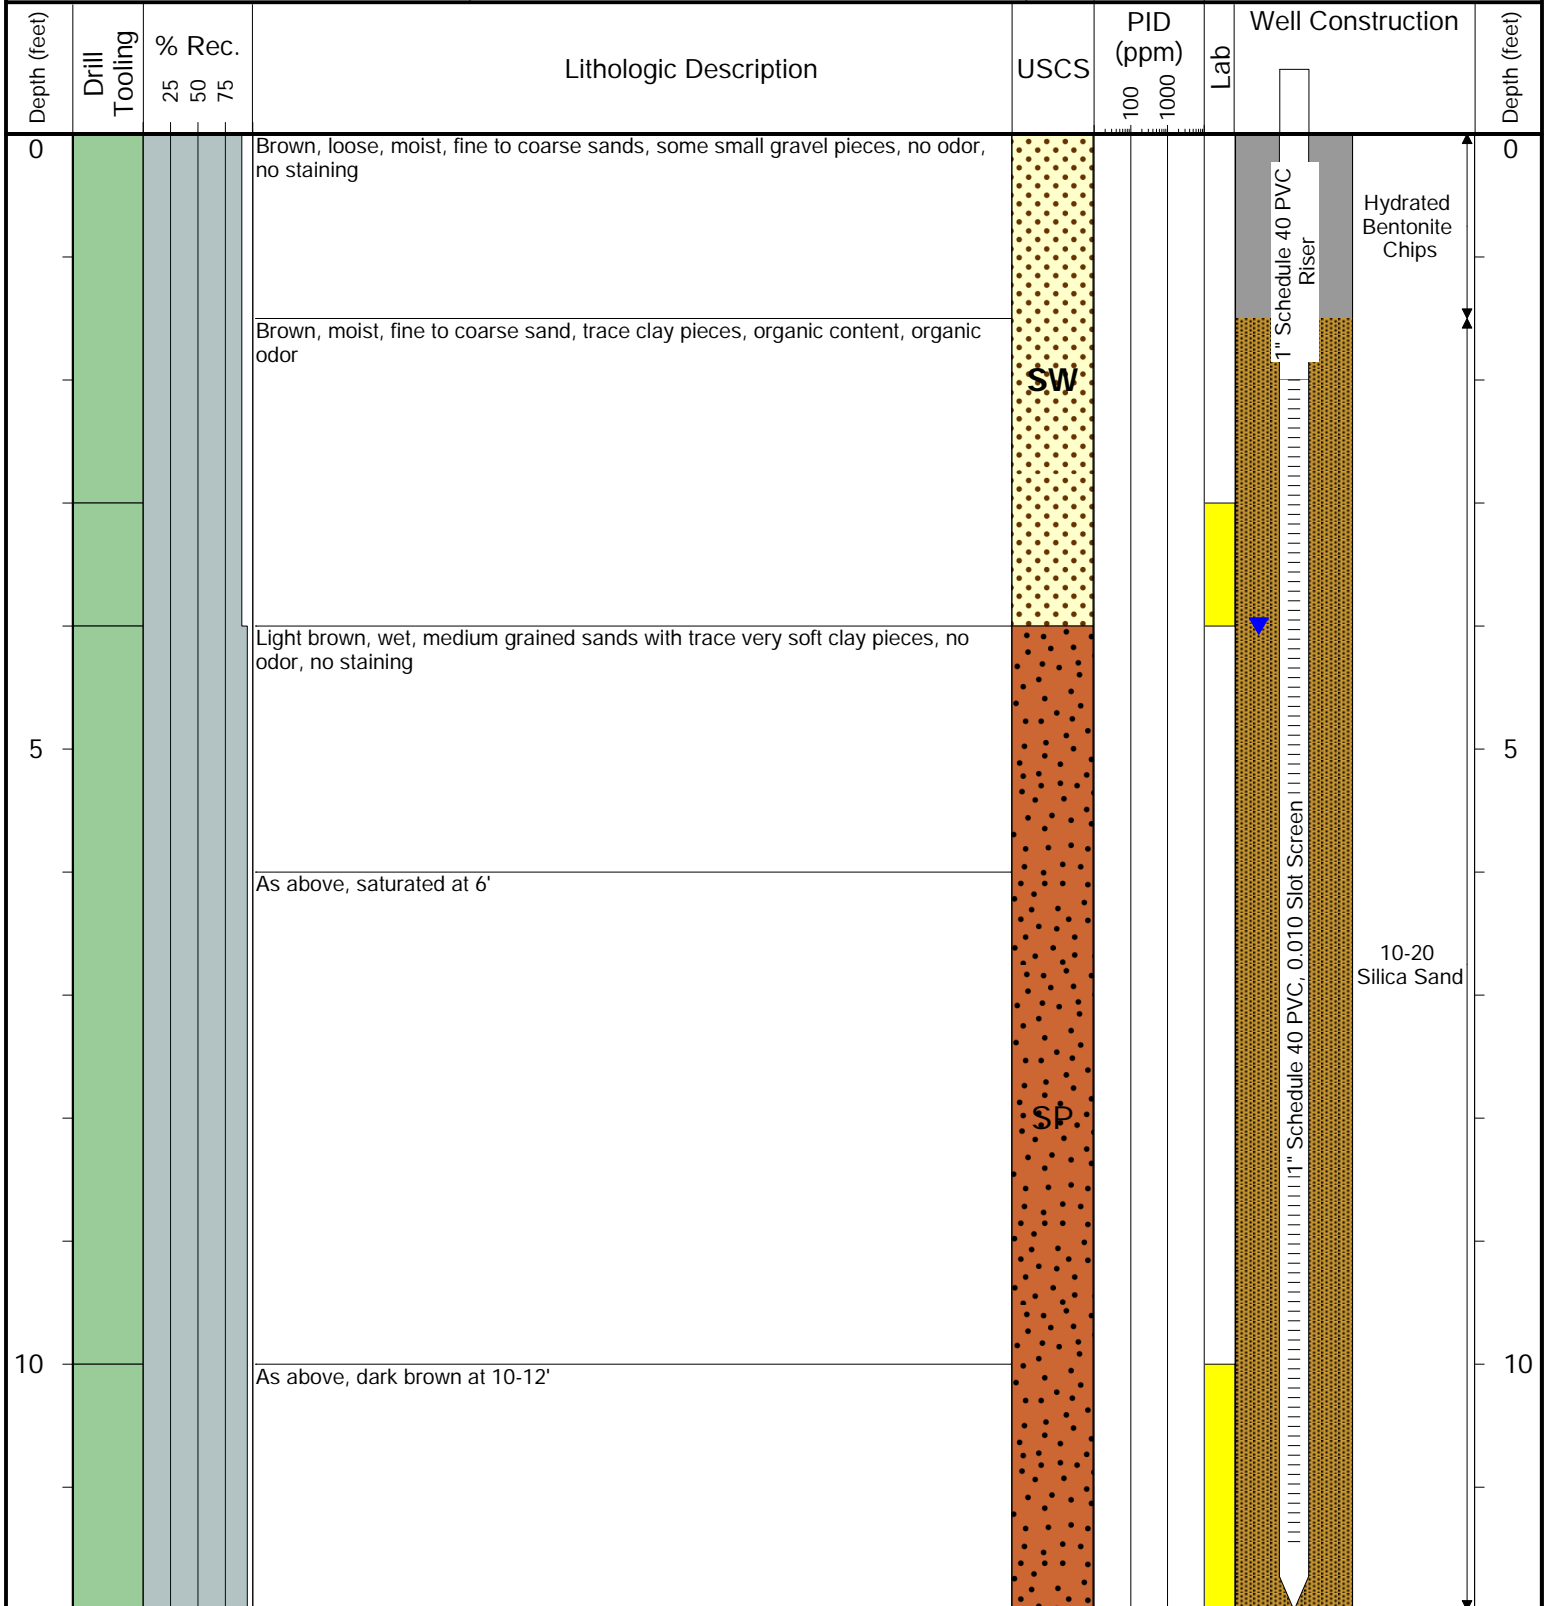 Depth (feet)
Drill
Tooling
% Rec.
25
50
75
Lithologic Description
USCS
PID
(ppm)
100
1000
Lab
Well Construction
Depth (feet)
0
Brown, loose, moist, fine to coarse sands, some small gravel pieces, no odor,
no staining
0
1" Schedule 40 PVC
Riser
Hydrated
Bentonite
Chips
Brown, moist, fine to coarse sand, trace clay pieces, organic content, organic
odor
SW
Light brown, wet, medium grained sands with trace very soft clay pieces, no
odor, no staining
5
5
As above, saturated at 6'
1" Schedule 40 PVC, 0.010 Slot Screen
10-20
Silica Sand
SP
10
As above, dark brown at 10-12'
10